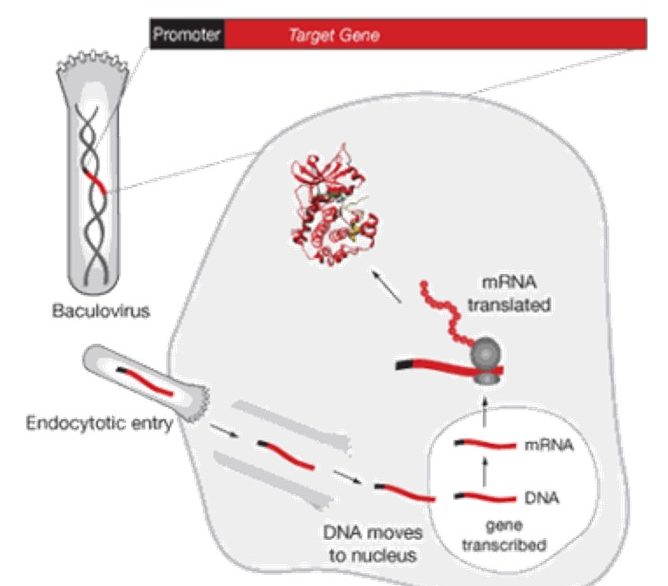 Promoter Target Gene
Baculovirus
mRNA
translated
Endocytotic entry
mRNA
DNA
gene
transcribed
DNA moves
to nucleus